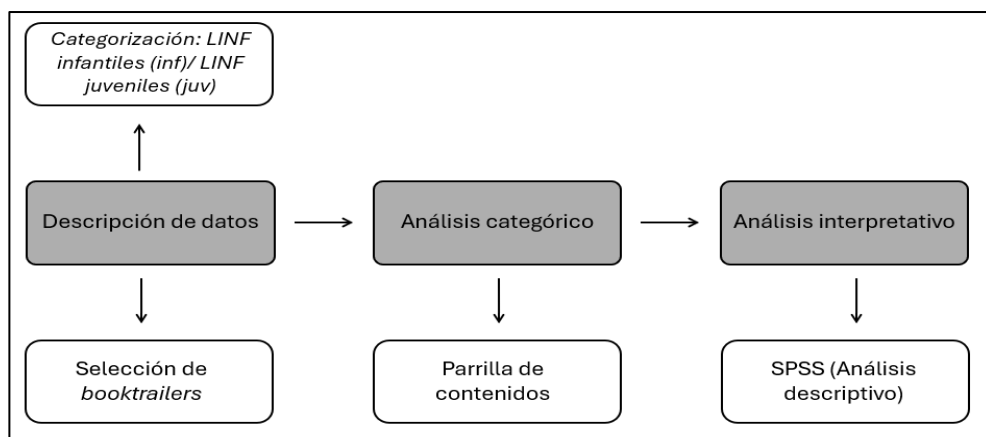 Categorización: LINF
infantiles (inf)/ LINF
juveniles (juv)
Descripción de datos
Análisis categórico
Análisis interpretativo
Selección de
booktrailers
Parrilla de
contenidos
SPSS (Análisis
descriptivo)